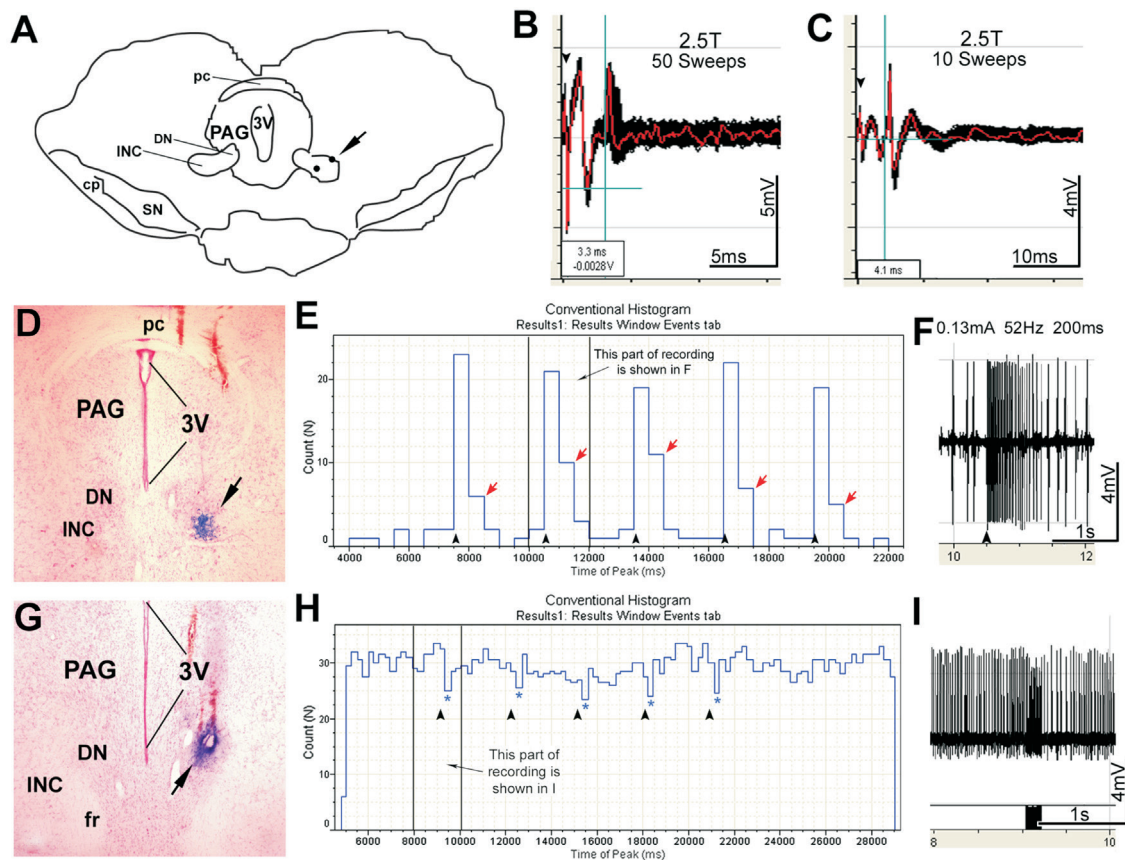 A
pc
PAG
3V
DN
INC
cp
SN
B
2.5T
50 Sweeps
3.3 ms
-0.0028V
5ms
5mV
C
2.5T
10 Sweeps
4.1 ms
10ms
4mV
D
pc
PAG
3V
DN
INC
E
Conventional Histogram
Results1: Results Window Events tab
This part of recording
is shown in F
Count (N)
20
10
0
4000 6000 8000 10000 12000 14000 16000 18000 20000 22000
Time of Peak (ms)
F
0.13mA 52Hz 200ms
4mV
1s
10 12
G
PAG
3V
DN
INC
fr
H
Conventional Histogram
Results1: Results Window Events tab
Count (N)
30
20
10
0
*
*
*
*
*
This part of
recording is
shown in I
6000 8000 10000 12000 14000 16000 18000 20000 22000 24000 26000 28000
Time of Peak (ms)
I
4mV
1s
8 10